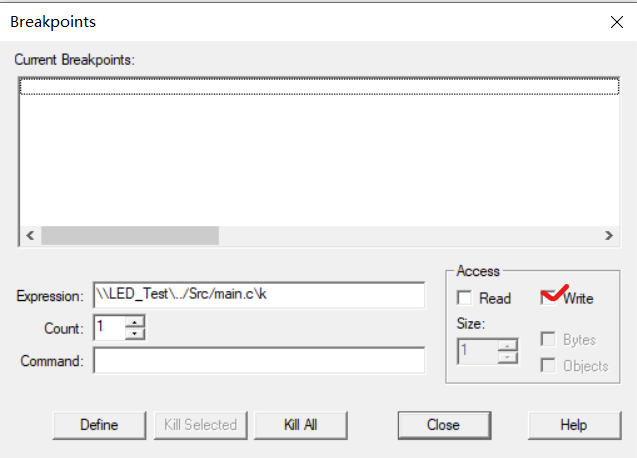 Breakpoints
Current Breakpoints:
Expression: \\LED_Test\../Src/main.c\k
Count: 1
Command:
Access
Read Write
Size:
1
Bytes
Objects
Define Kill Selected Kill All Close Help